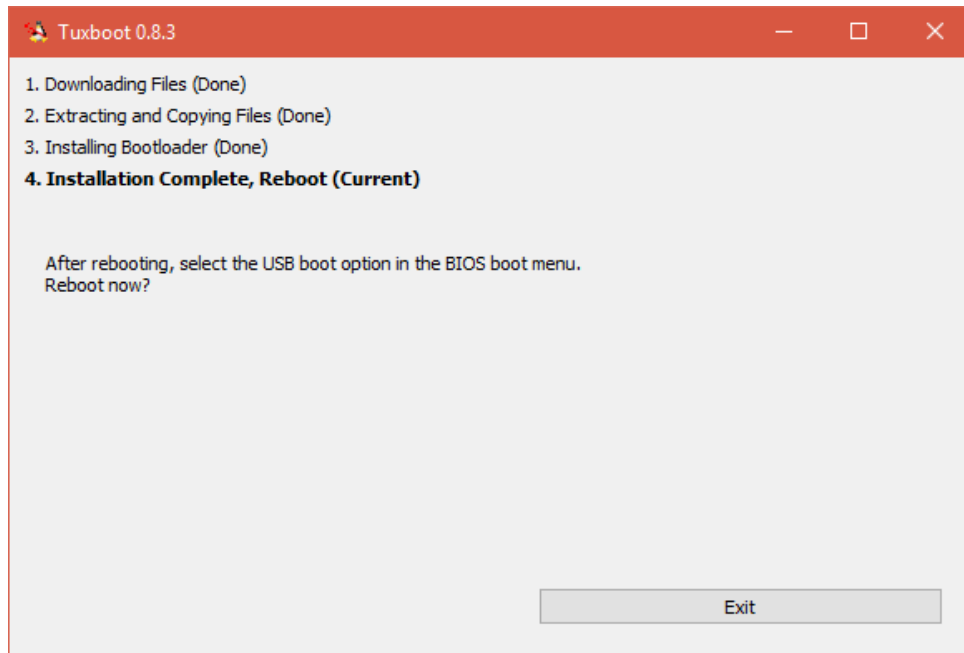 Tuxboot 0.8.3
1. Downloading Files (Done)
2. Extracting and Copying Files (Done)
3. Installing Bootloader (Done)
4. Installation Complete, Reboot (Current)
After rebooting, select the USB boot option in the BIOS boot menu.
Reboot now?
Exit